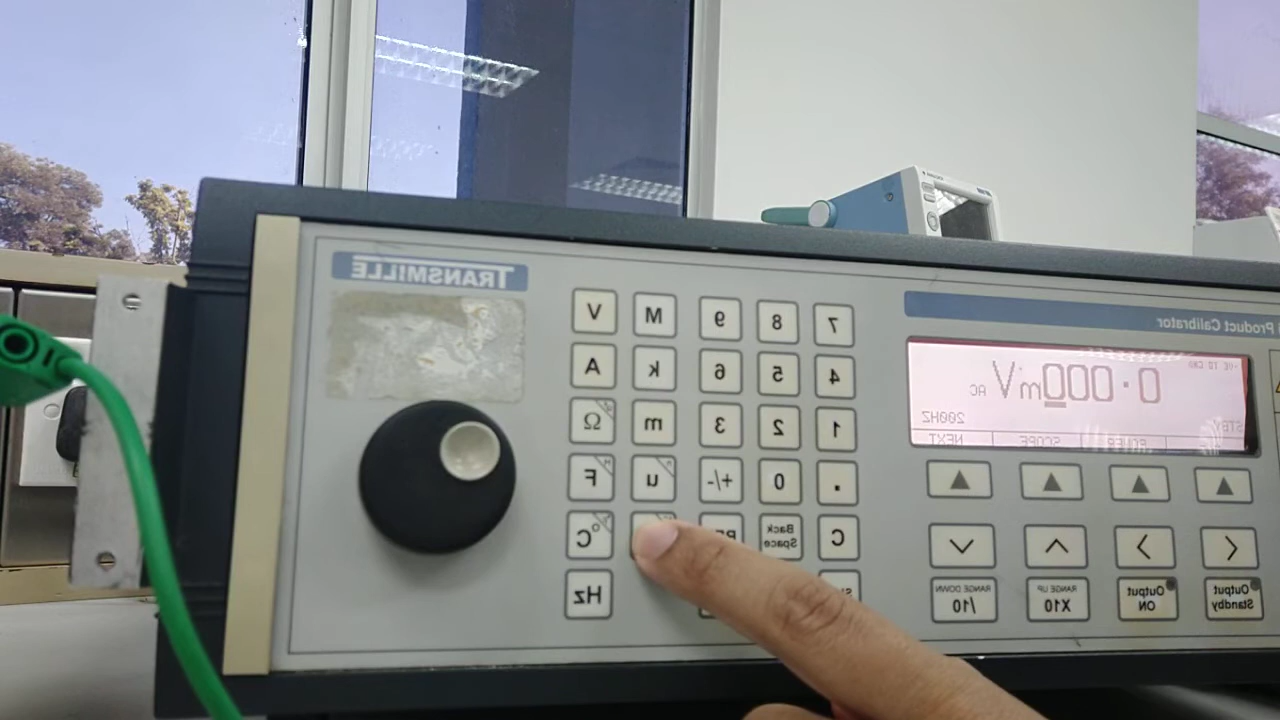 Product Calibrator
TRANSMILLE
0.000mV AC
200HZ
STBY
SCOPE
NEXT
7
8
9
M
V
4
5
6
k
A
1
2
3
m
Ω
.
0
+/-
u
F
C
Back
Space
°C
Hz
Output
Standby
Output
ON
RANGE UP
X10
RANGE DOWN
/10